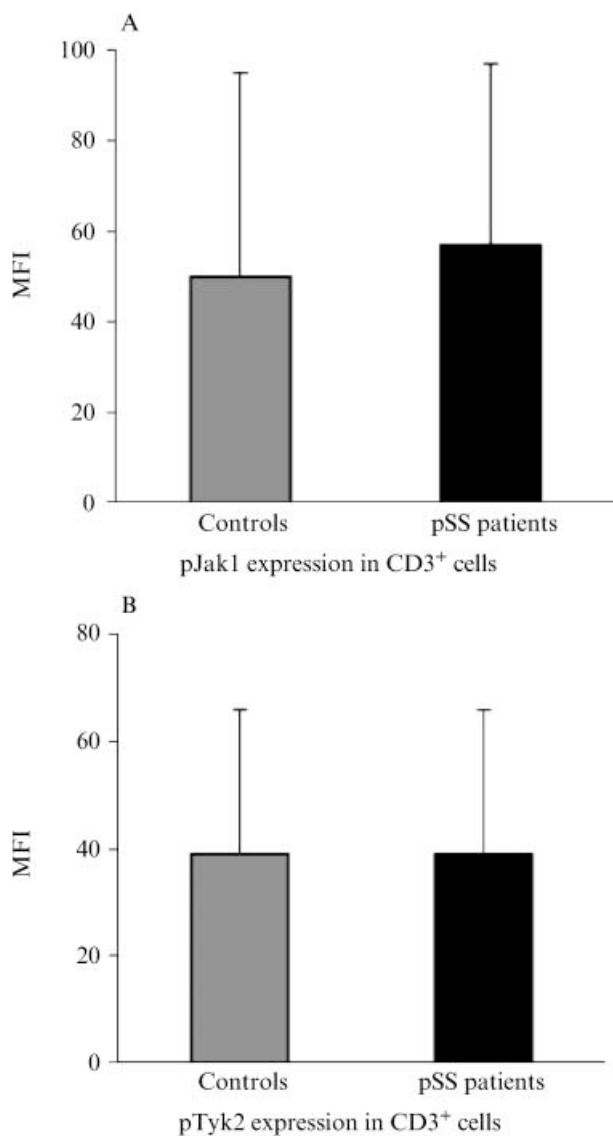 A
100
80
60
40
20
0
MFI
Controls pSS patients
pJak1 expression in CD3⁺ cells
B
80
60
40
20
0
MFI
Controls pSS patients
pTyk2 expression in CD3⁺ cells